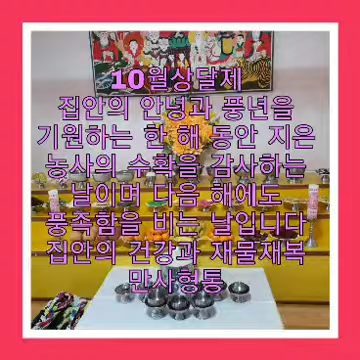 10월상달제
집안의 안녕과 풍년을
기원하는 한 해 동안 지은
농사의 수확을 감사하는
날이며 다음 해에도
풍족함을 비는 날입니다
집안의 건강과 재물재복
만사형통